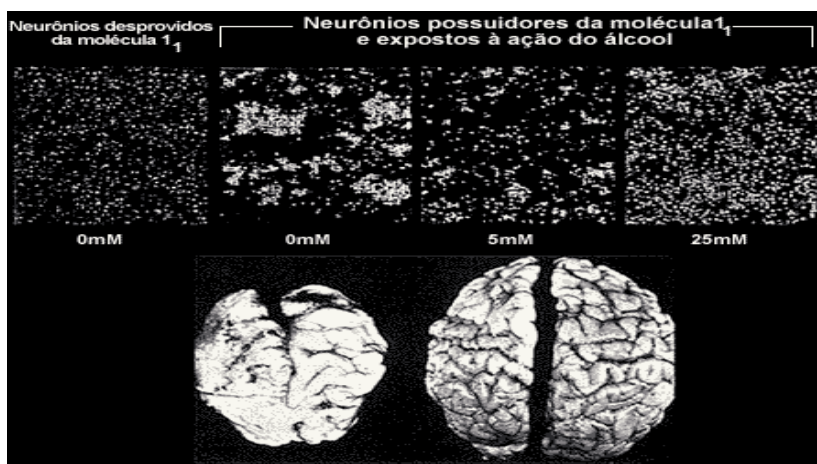 Neurônios desprovidos
da molécula 1₁
Neurônios possuidores da molécula1₁
e expostos à ação do álcool
0mM
0mM
5mM
25mM